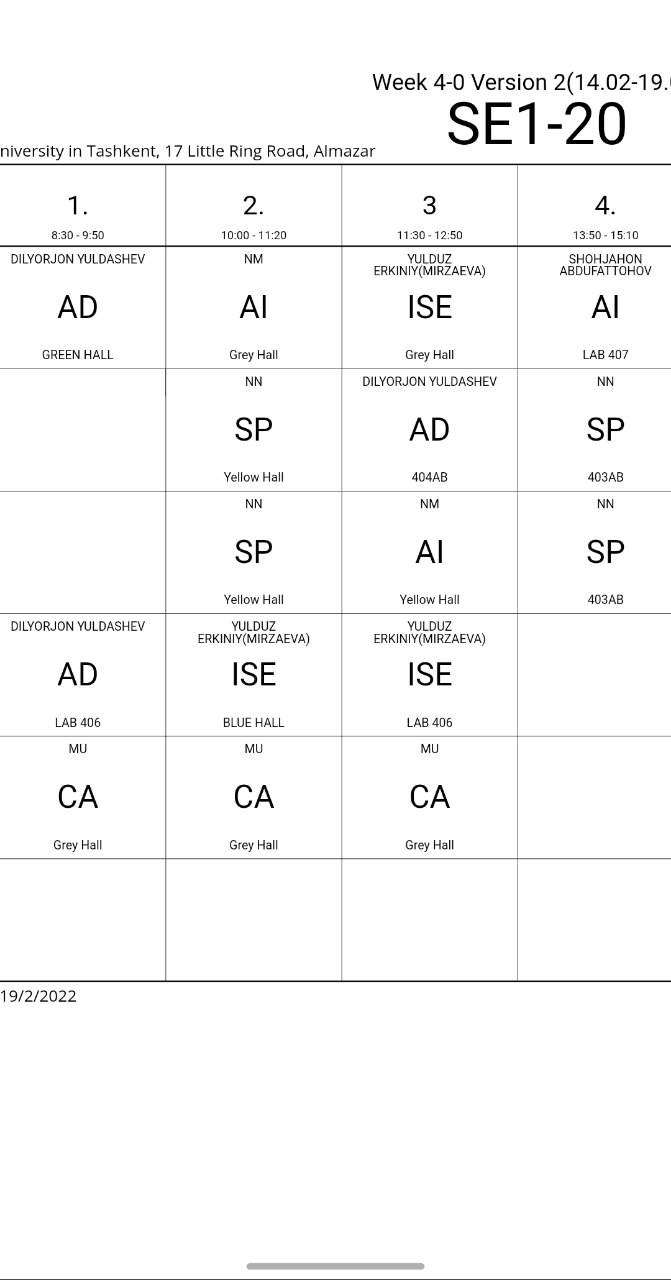 Week 4-0 Version 2(14.02-19.
SE1-20
niversity in Tashkent, 17 Little Ring Road, Almazar
1. 2. 3 4.
8:30 - 9:50 10:00 - 11:20 11:30 - 12:50 13:50 - 15:10
DILYORJON YULDASHEV NM YULDUZ ERKINIY(MIRZAEVA) SHOHJAHON ABDUFATTOHOV
AD AI ISE AI
GREEN HALL Grey Hall Grey Hall LAB 407
NN DILYORJON YULDASHEV NN
SP AD SP
Yellow Hall 404AB 403AB
NN NM NN
SP AI SP
Yellow Hall Yellow Hall 403AB
DILYORJON YULDASHEV YULDUZ ERKINIY(MIRZAEVA) YULDUZ ERKINIY(MIRZAEVA)
AD ISE ISE
LAB 406 BLUE HALL LAB 406
MU MU MU
CA CA CA
Grey Hall Grey Hall Grey Hall
19/2/2022